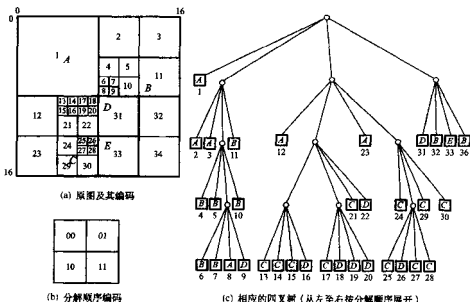 0
16
1 A
2
3
4
5
6 7
8 9
10
11
B
12
13 14 17 18
15 16 19 20
D
21 22
31
32
23
24
25 26
27 28
E
33
34
29
30
16
(a) 原图及其编码
00 01
10 11
(b) 分解顺序编码
A
1
A A B
2 3 11
A
12
A
23
D B E E
31 32 33 36
B B B
4 5 10
C D
21 22
C C C
24 29 30
B B A D
6 7 8 9
C C C D
13 14 15 16
C D D D
17 18 19 20
C C C C
25 26 27 28
(c) 相应的四叉树（从左至右按分解顺序展开）